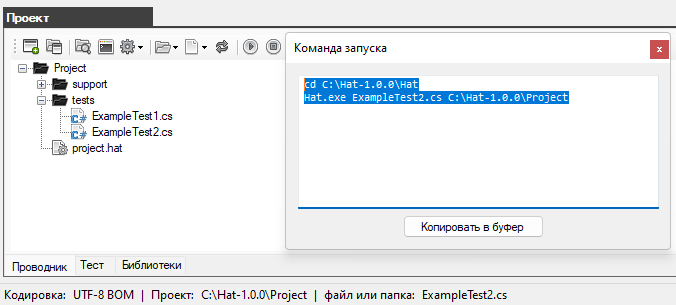 Проект
Команда запуска
x
Project
support
tests
ExampleTest1.cs
ExampleTest2.cs
project.hat
cd C:\Hat-1.0.0\Hat
Hat.exe ExampleTest2.cs C:\Hat-1.0.0\Project
Копировать в буфер
Проводник Тест Библиотеки
Кодировка: UTF-8 BOM | Проект: C:\Hat-1.0.0\Project | файл или папка: ExampleTest2.cs